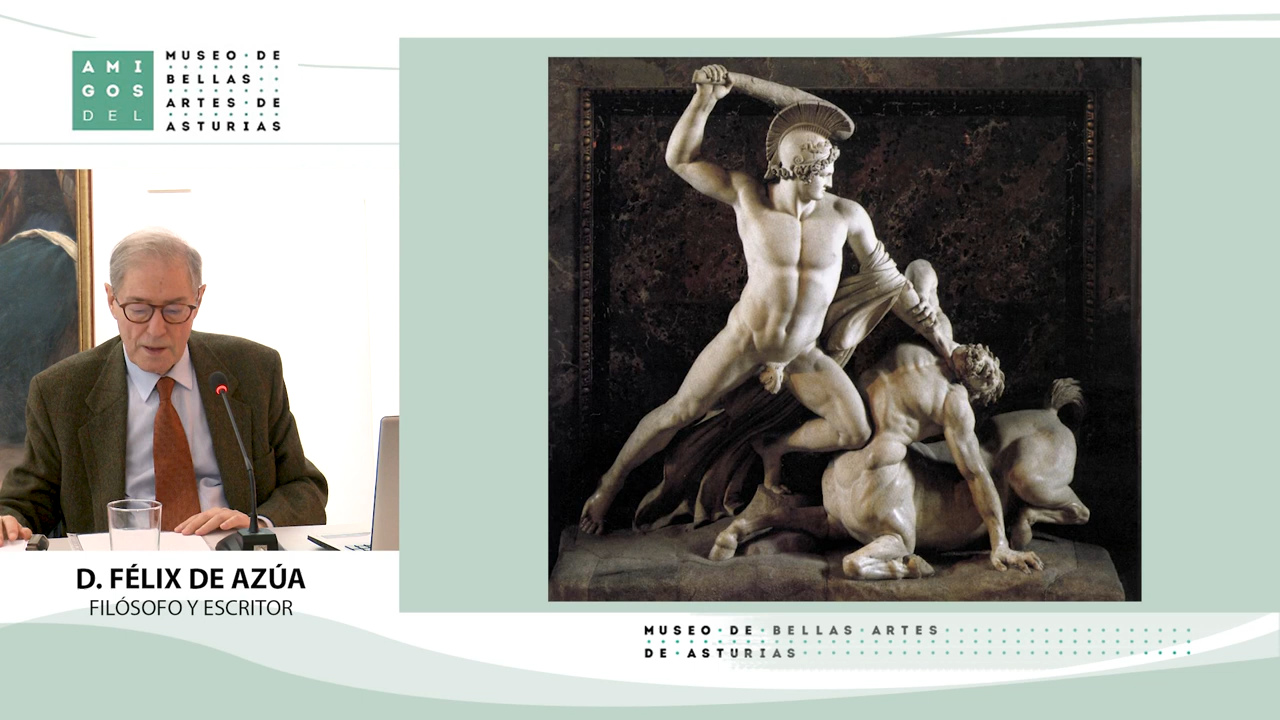 AMI
GOS
DEL
MUSEO·DE
BELLAS
ARTES·DE
ASTURIAS
D. FÉLIX DE AZÚA
FILÓSOFO Y ESCRITOR
MUSEO·DE·BELLAS·ARTES
DE·ASTURIAS